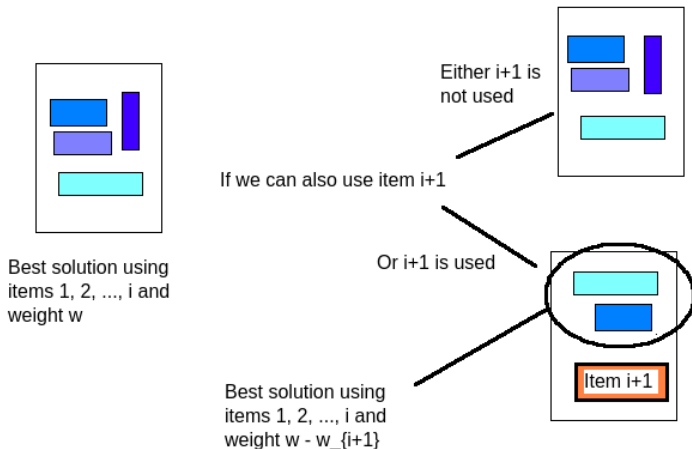 Either i+1 is
not used
If we can also use item i+1
Best solution using
items 1, 2, ..., i and
weight w
Or i+1 is used
Item i+1
Best solution using
items 1, 2, ..., i and
weight w - w_{i+1}